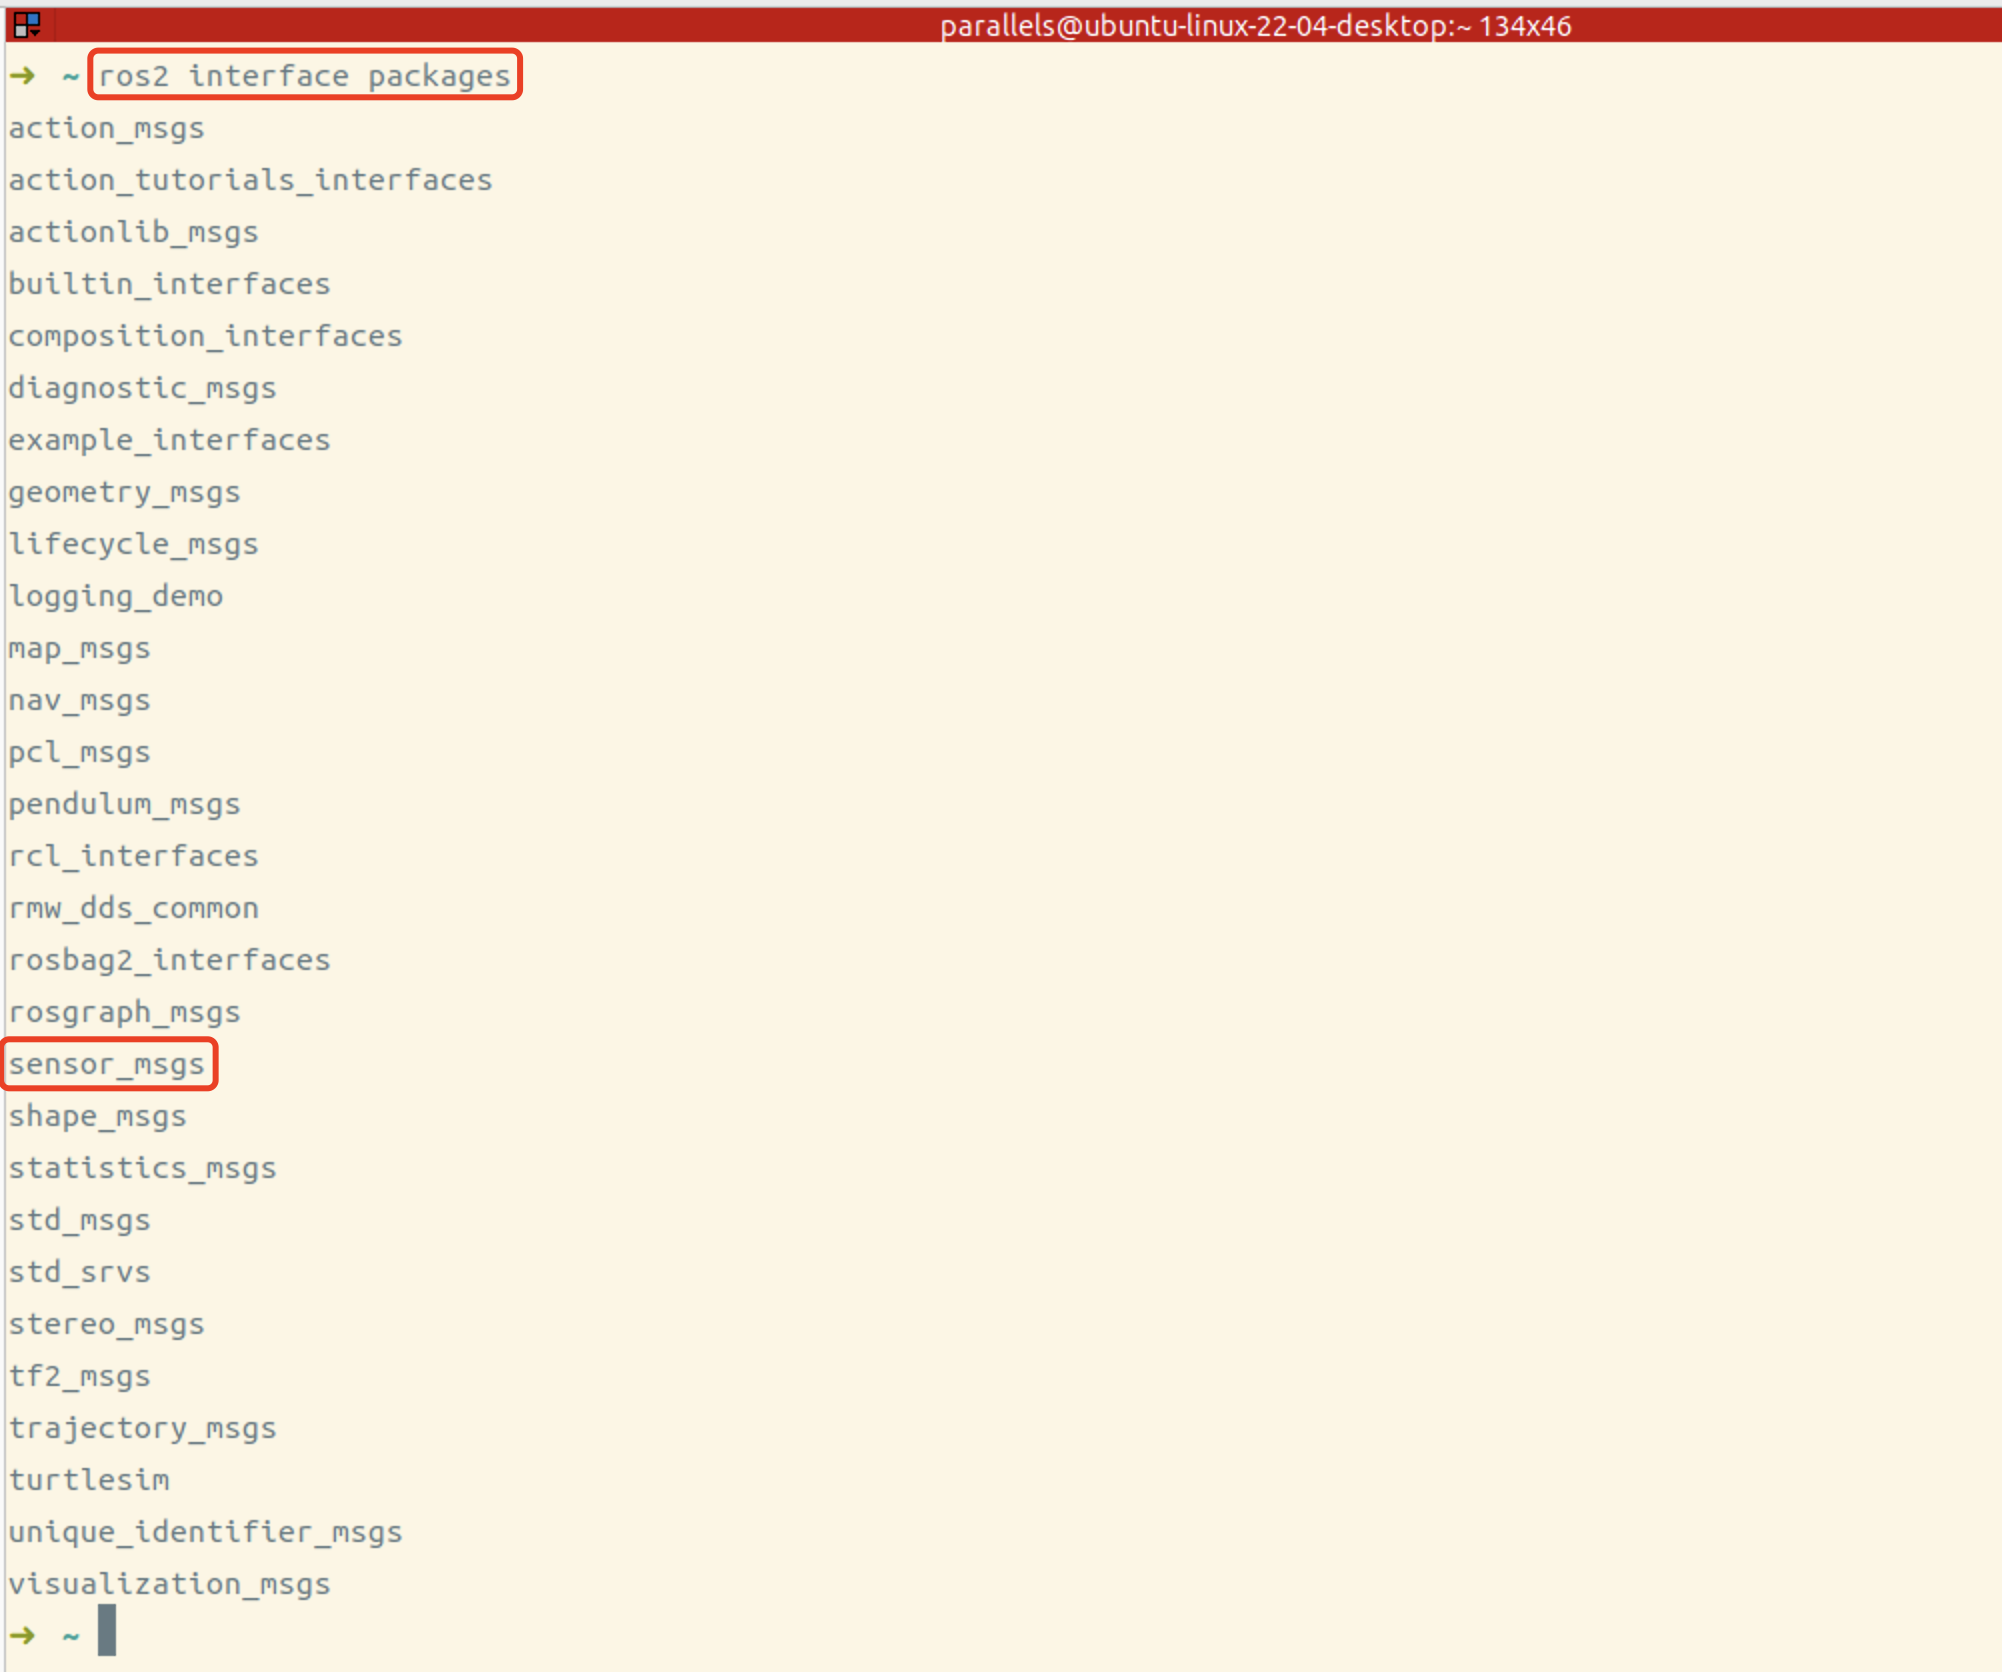 parallels@ubuntu-linux-22-04-desktop:~ 134x46
➜ ~ ros2 interface packages
action_msgs
action_tutorials_interfaces
actionlib_msgs
builtin_interfaces
composition_interfaces
diagnostic_msgs
example_interfaces
geometry_msgs
lifecycle_msgs
logging_demo
map_msgs
nav_msgs
pcl_msgs
pendulum_msgs
rcl_interfaces
rmw_dds_common
rosbag2_interfaces
rosgraph_msgs
sensor_msgs
shape_msgs
statistics_msgs
std_msgs
std_srvs
stereo_msgs
tf2_msgs
trajectory_msgs
turtlesim
unique_identifier_msgs
visualization_msgs
➜ ~